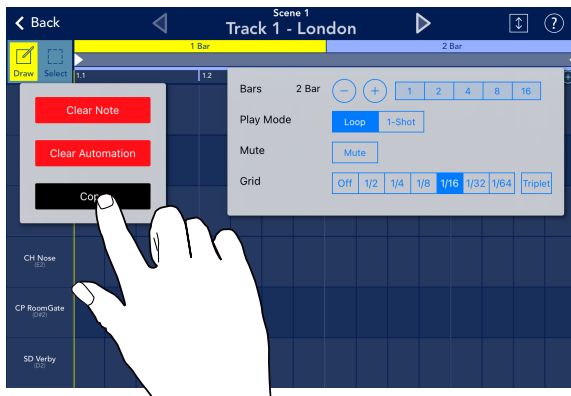 Back
Scene 1
Track 1 - London
?
1 Bar
2 Bar
Draw
Select
1.1
1.2
Clear Note
Clear Automation
Bars
2 Bar
1
2
4
8
16
Play Mode
Loop
1-Shot
Mute
Mute
Grid
Off
1/2
1/4
1/8
1/16
1/32
1/64
Triplet
CH Nose
(E2)
CP RoomGate
(D#2)
SD Verby
(D2)